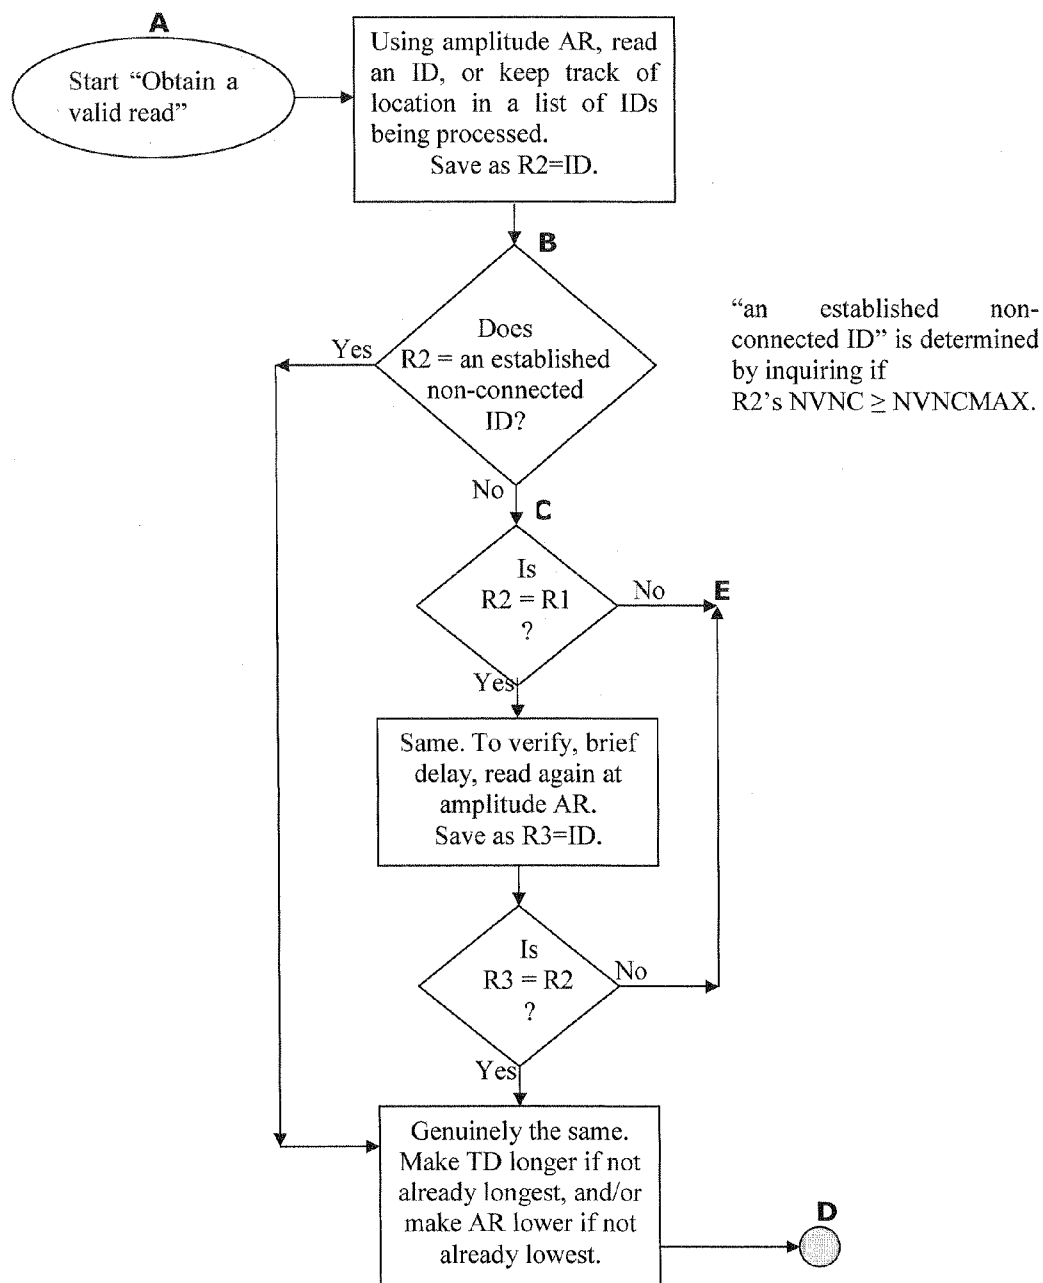 A
Start “Obtain a
valid read”
Using amplitude AR, read
an ID, or keep track of
location in a list of IDs
being processed.
Save as R2=ID.
B
Does
R2 = an established
non-connected
ID?
Yes
“an established non-
connected ID” is determined
by inquiring if
R2’s NVNC ≥ NVNCMAX.
No
C
Is
R2 = R1
?
No
E
Yes
Same. To verify, brief
delay, read again at
amplitude AR.
Save as R3=ID.
Is
R3 = R2
?
No
Yes
Genuinely the same.
Make TD longer if not
already longest, and/or
make AR lower if not
already lowest.
D